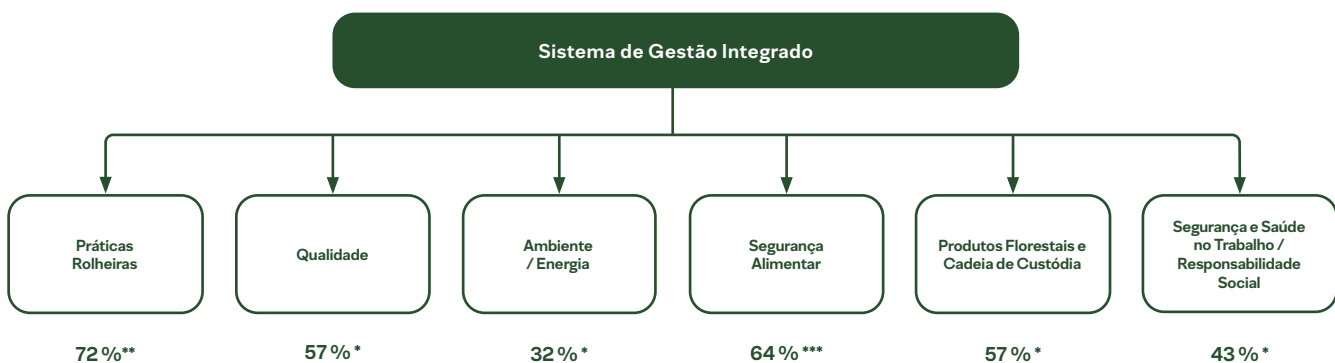 Sistema de Gestão Integrado
Práticas
Rolheiras
Qualidade
Ambiente
/ Energia
Segurança
Alimentar
Produtos Florestais e
Cadeia de Custódia
Segurança e Saúde
no Trabalho /
Responsabilidade
Social
72 %**
57 % *
32 % *
64 % ***
57 % *
43 % *